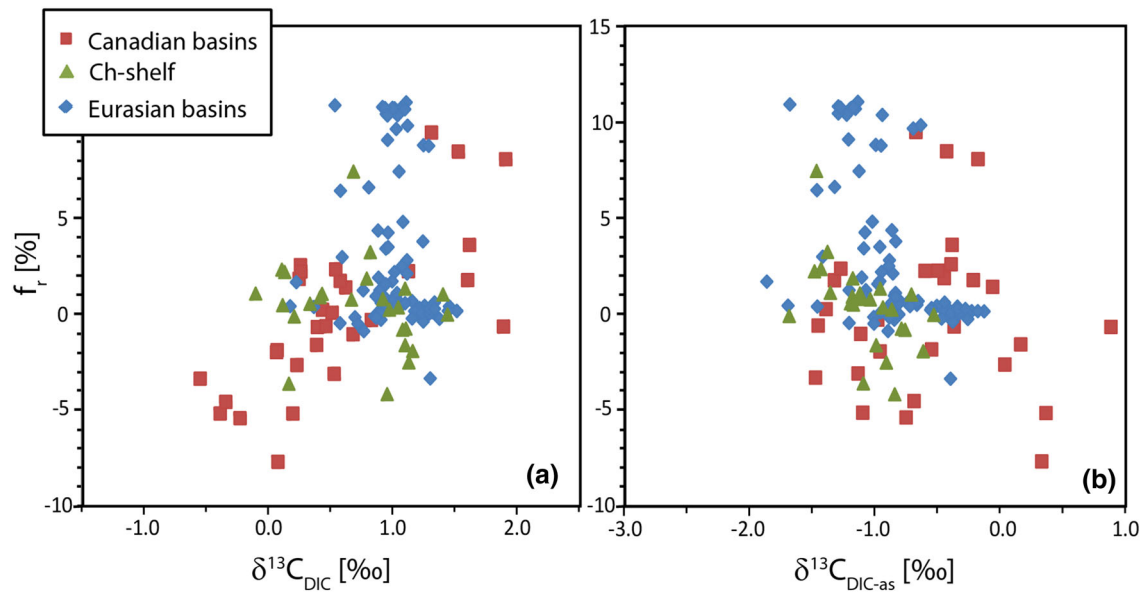 Canadian basins
Ch-shelf
Eurasian basins
15
10
5
0
-5
-10
5
0
-5
-10
fr [%]
(a)
(b)
-1.0 0.0 1.0 2.0
-3.0 -2.0 -1.0 0.0 1.0
δ¹³C_DIC [‰]
δ¹³C_DIC-as [‰]